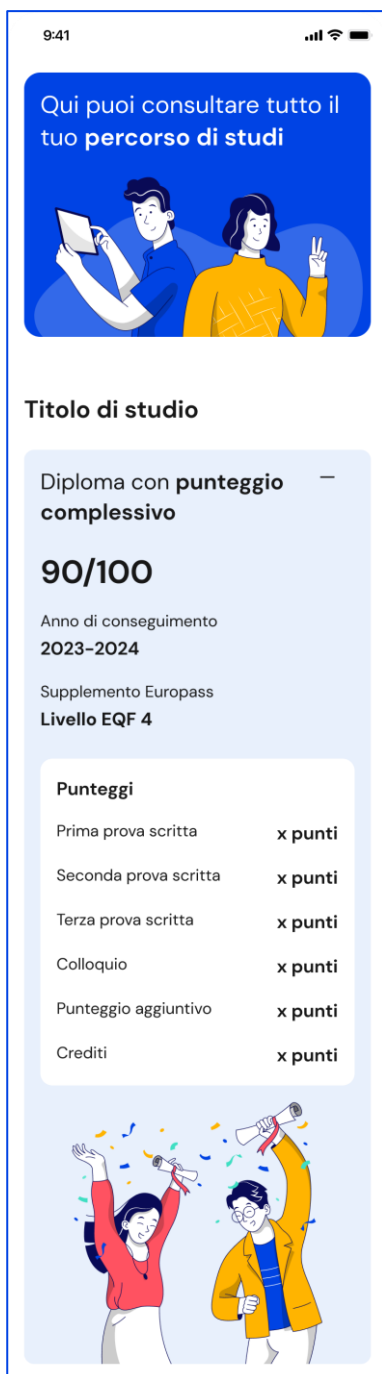 9:41
Qui puoi consultare tutto il
tuo percorso di studi
Titolo di studio
Diploma con punteggio
complessivo
90/100
Anno di conseguimento
2023-2024
Supplemento Europass
Livello EQF 4
Punteggi
Prima prova scritta x punti
Seconda prova scritta x punti
Terza prova scritta x punti
Colloquio x punti
Punteggio aggiuntivo x punti
Crediti x punti